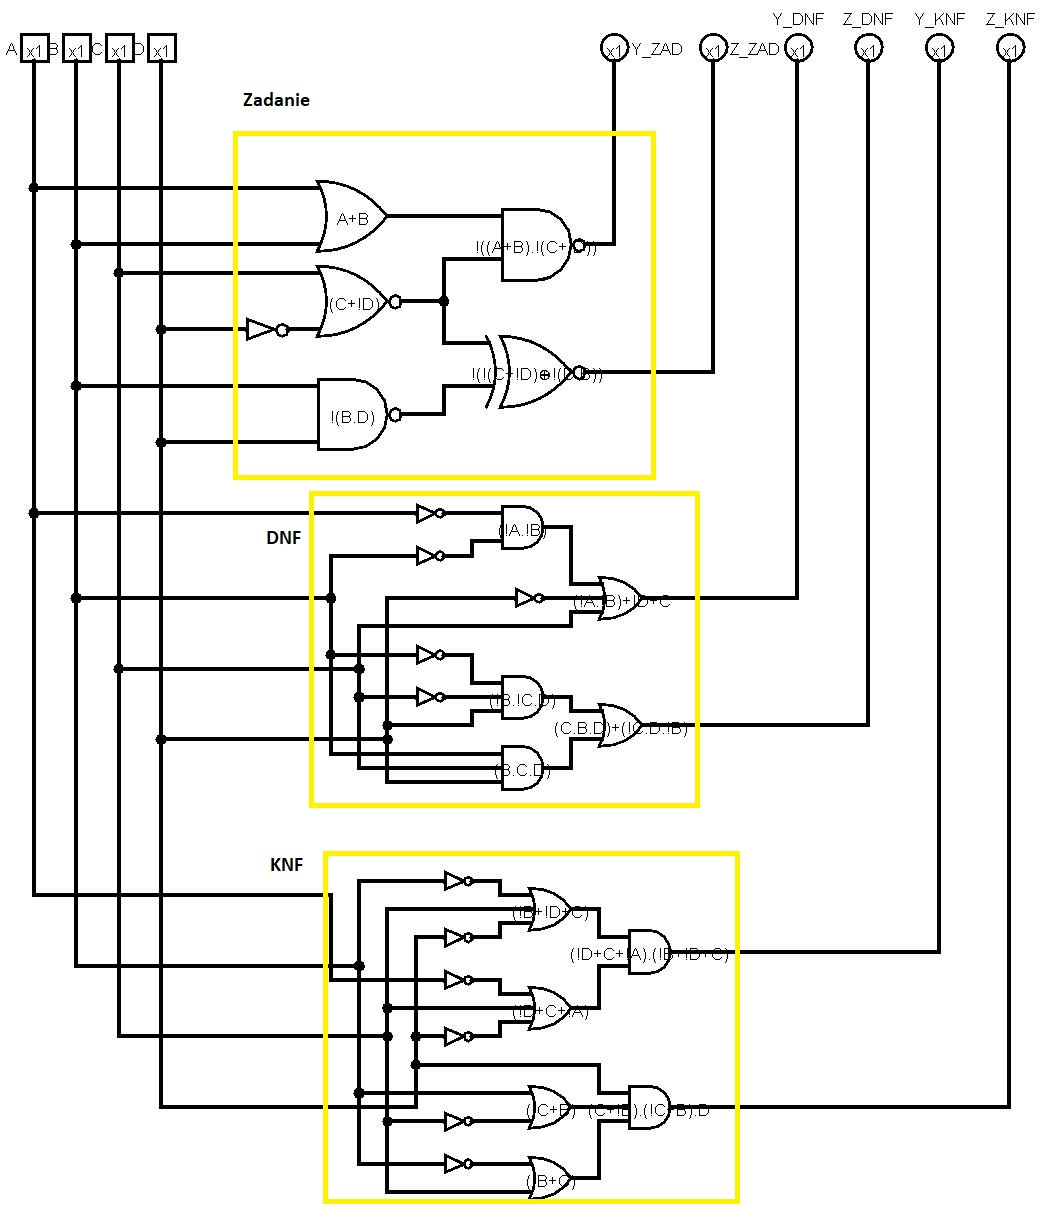 Y_DNF Z_DNF Y_KNF Z_KNF
A x1 B x1 C x1 D x1 x1 Y_ZAD x1 Z_ZAD x1 x1 x1 x1
Zadanie
A+B
(C+!D)
!(B.D)
DNF
(!A.!B)
(!A.!B)+!D+C
(!B.!C.D)
(C.B.D)+(!C.D.!B)
(B.C.D)
KNF
(!B+!D+C)
(!D+C+!A).(!B+!D+C)
(!D+C+!A)
(!C+B) (C+!B).(!C+B).D
(!B+C)